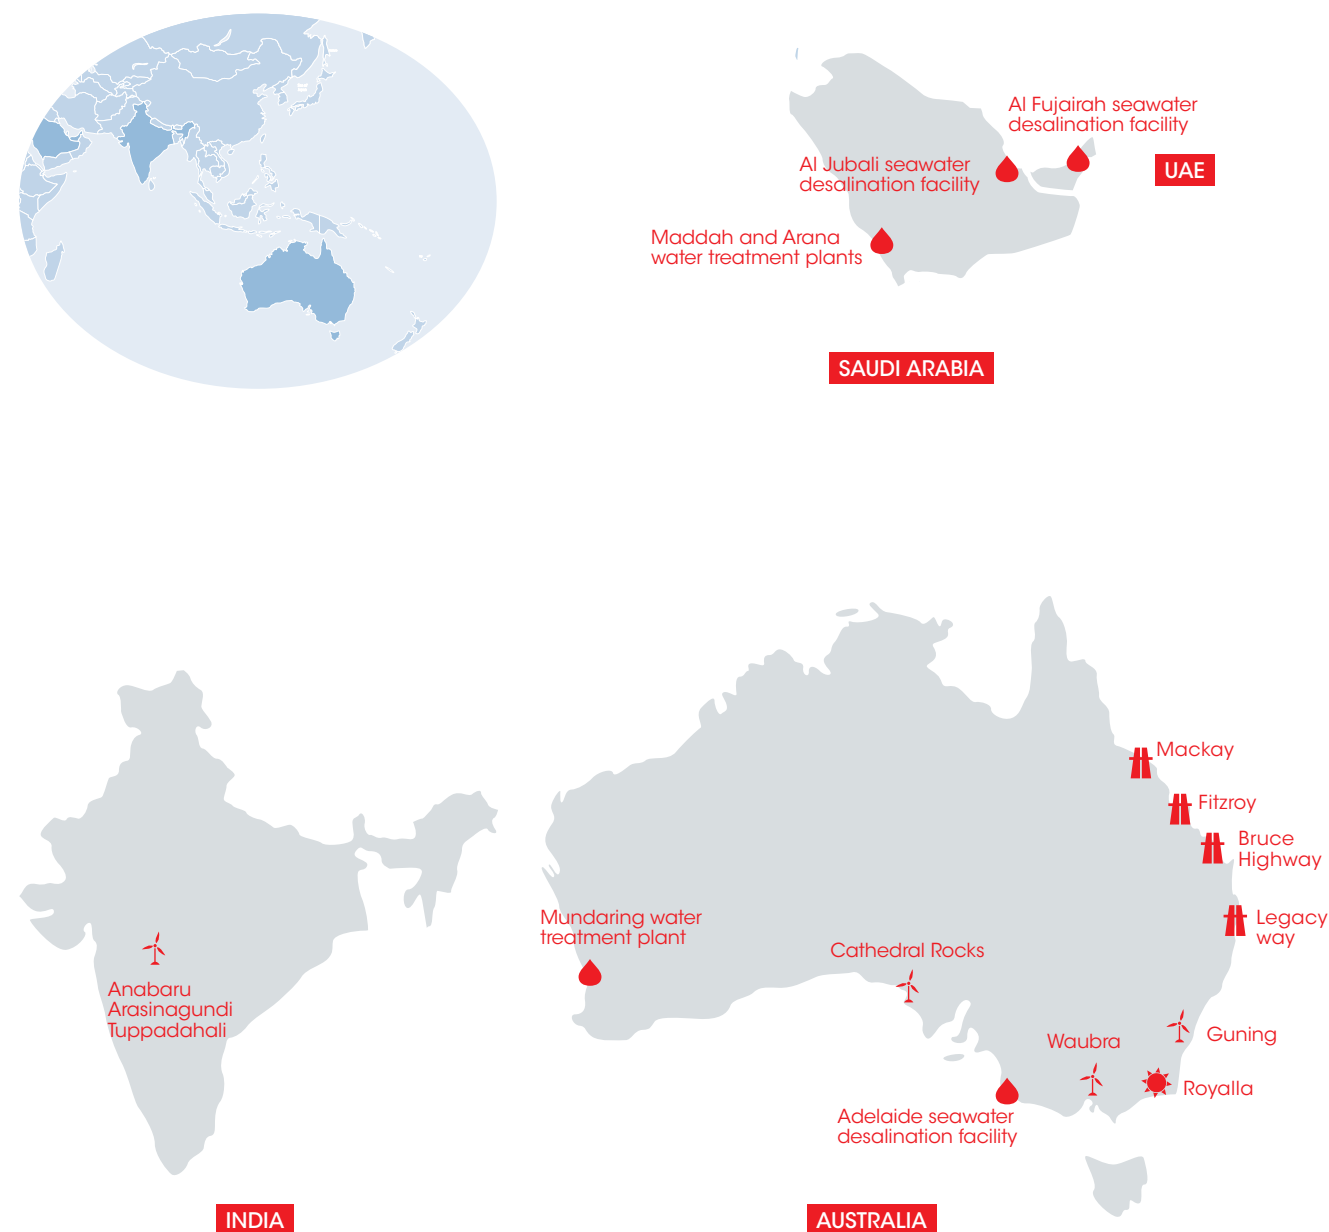 Al Fujairah seawater
desalination facility
UAE
Al Jubali seawater
desalination facility
Maddah and Arana
water treatment plants
SAUDI ARABIA
Mackay
Fitzroy
Bruce
Highway
Legacy
way
Mundaring water
treatment plant
Cathedral Rocks
Guning
Waubra
Royalla
Adelaide seawater
desalination facility
AUSTRALIA
Anabaru
Arasinagundi
Tuppadahali
INDIA